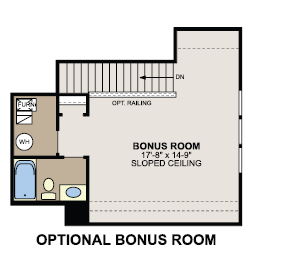 DN
OPT. RAILING
FURN
WH
BONUS ROOM
17'-8" x 14'-9"
SLOPED CEILING
OPTIONAL BONUS ROOM